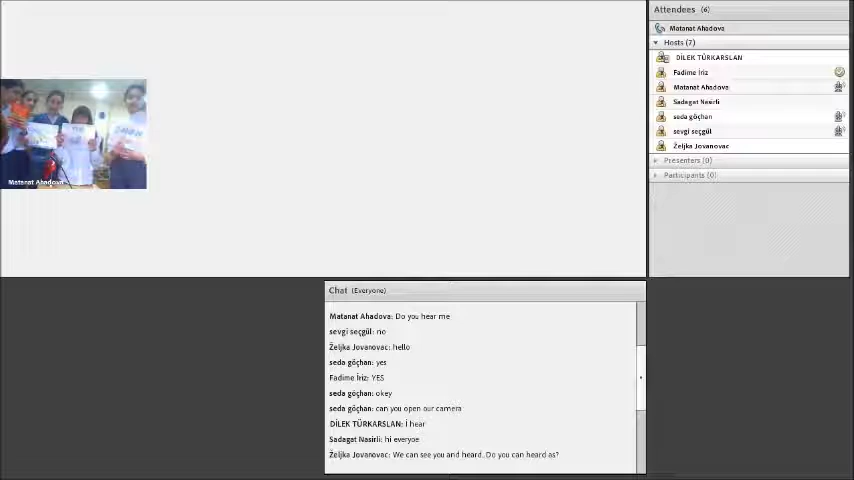 Attendees (6)
Matanat Ahadova
Hosts (7)
DİLEK TÜRKARSLAN
Fadime İriz
Matanat Ahadova
Sadagat Nasirli
seda göçhan
sevgi seçgül
Željka Jovanovac
Presenters (0)
Participants (0)
Matanat Ahadova
Chat (Everyone)
Matanat Ahadova: Do you hear me
sevgi seçgül: no
Željka Jovanovac: hello
seda göçhan: yes
Fadime İriz: YES
seda göçhan: okey
seda göçhan: can you open our camera
DİLEK TÜRKARSLAN: İ hear
Sadagat Nasirli: hi everyoe
Željka Jovanovac: We can see you and heard. Do you can heard as?